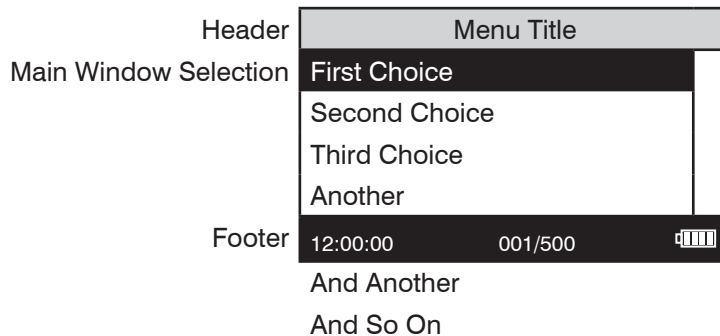 Header Menu Title
Main Window Selection First Choice
Second Choice
Third Choice
Another
Footer 12:00:00 001/500
And Another
And So On